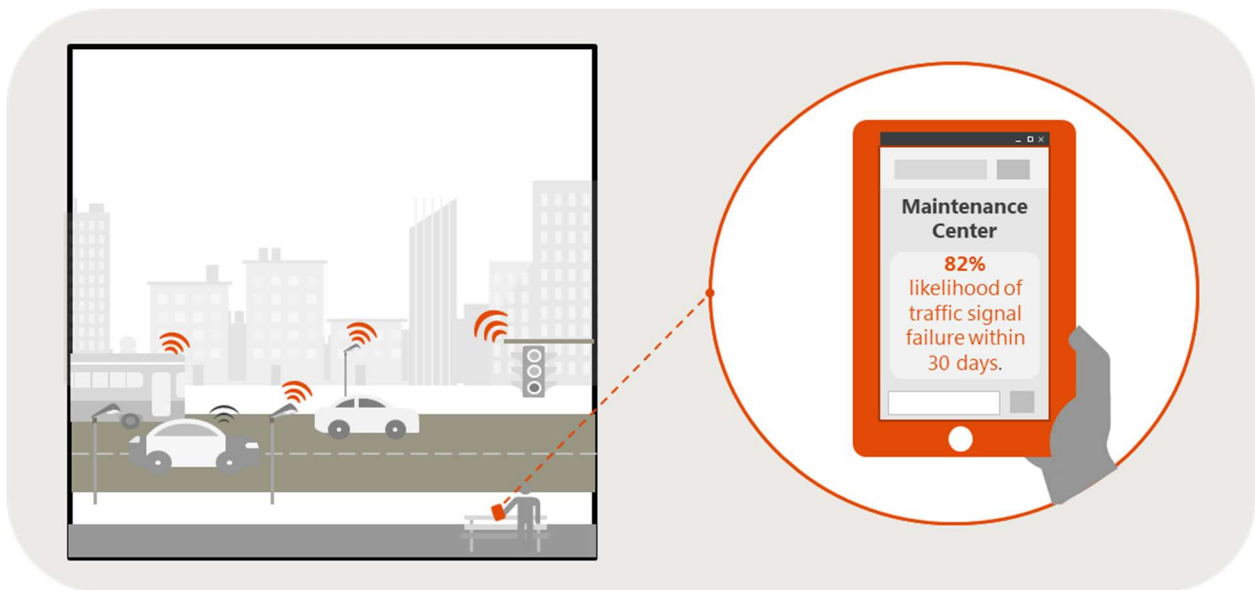 Maintenance
Center
82%
likelihood of
traffic signal
failure within
30 days.